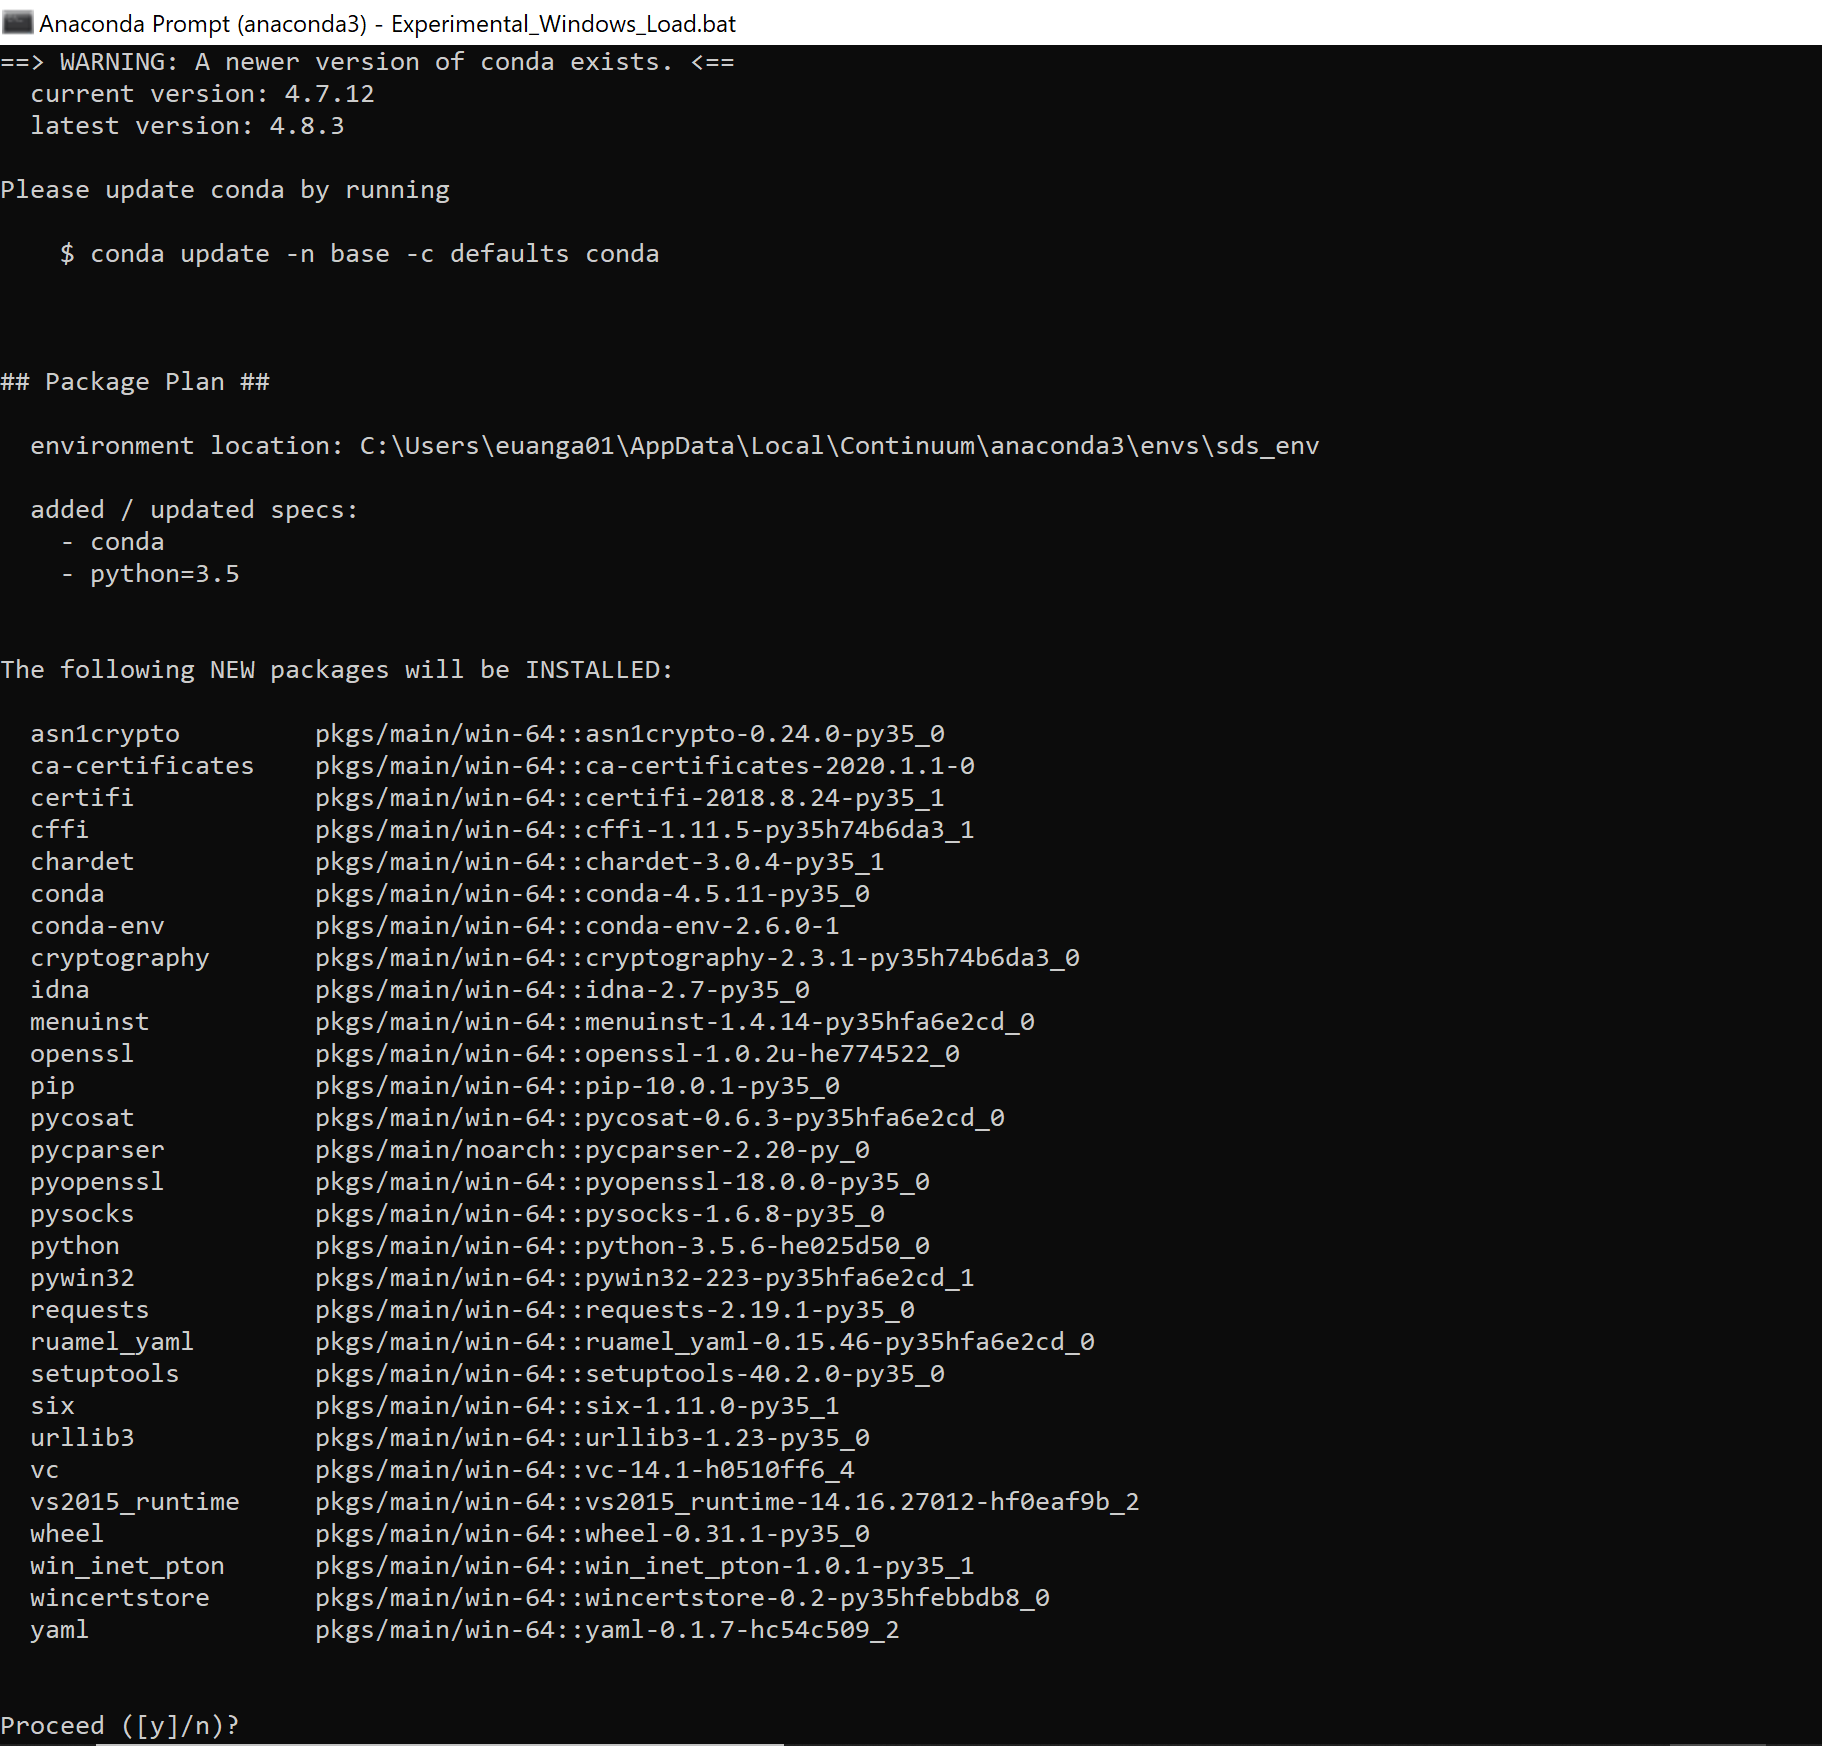 Anaconda Prompt (anaconda3) - Experimental_Windows_Load.bat
==> WARNING: A newer version of conda exists. <==
  current version: 4.7.12
  latest version: 4.8.3

Please update conda by running

    $ conda update -n base -c defaults conda

## Package Plan ##

  environment location: C:\Users\euanga01\AppData\Local\Continuum\anaconda3\envs\sds_env

  added / updated specs:
    - conda
    - python=3.5

The following NEW packages will be INSTALLED:

  asn1crypto         pkgs/main/win-64::asn1crypto-0.24.0-py35_0
  ca-certificates    pkgs/main/win-64::ca-certificates-2020.1.1-0
  certifi            pkgs/main/win-64::certifi-2018.8.24-py35_1
  cffi               pkgs/main/win-64::cffi-1.11.5-py35h74b6da3_1
  chardet            pkgs/main/win-64::chardet-3.0.4-py35_1
  conda              pkgs/main/win-64::conda-4.5.11-py35_0
  conda-env          pkgs/main/win-64::conda-env-2.6.0-1
  cryptography       pkgs/main/win-64::cryptography-2.3.1-py35h74b6da3_0
  idna               pkgs/main/win-64::idna-2.7-py35_0
  menuinst           pkgs/main/win-64::menuinst-1.4.14-py35hfa6e2cd_0
  openssl            pkgs/main/win-64::openssl-1.0.2u-he774522_0
  pip                pkgs/main/win-64::pip-10.0.1-py35_0
  pycosat            pkgs/main/win-64::pycosat-0.6.3-py35hfa6e2cd_0
  pycparser          pkgs/main/noarch::pycparser-2.20-py_0
  pyopenssl          pkgs/main/win-64::pyopenssl-18.0.0-py35_0
  pysocks            pkgs/main/win-64::pysocks-1.6.8-py35_0
  python             pkgs/main/win-64::python-3.5.6-he025d50_0
  pywin32            pkgs/main/win-64::pywin32-223-py35hfa6e2cd_1
  requests           pkgs/main/win-64::requests-2.19.1-py35_0
  ruamel_yaml        pkgs/main/win-64::ruamel_yaml-0.15.46-py35hfa6e2cd_0
  setuptools         pkgs/main/win-64::setuptools-40.2.0-py35_0
  six                pkgs/main/win-64::six-1.11.0-py35_1
  urllib3            pkgs/main/win-64::urllib3-1.23-py35_0
  vc                 pkgs/main/win-64::vc-14.1-h0510ff6_4
  vs2015_runtime     pkgs/main/win-64::vs2015_runtime-14.16.27012-hf0eaf9b_2
  wheel              pkgs/main/win-64::wheel-0.31.1-py35_0
  win_inet_pton      pkgs/main/win-64::win_inet_pton-1.0.1-py35_1
  wincertstore       pkgs/main/win-64::wincertstore-0.2-py35hfebbdb8_0
  yaml               pkgs/main/win-64::yaml-0.1.7-hc54c509_2

Proceed ([y]/n)?